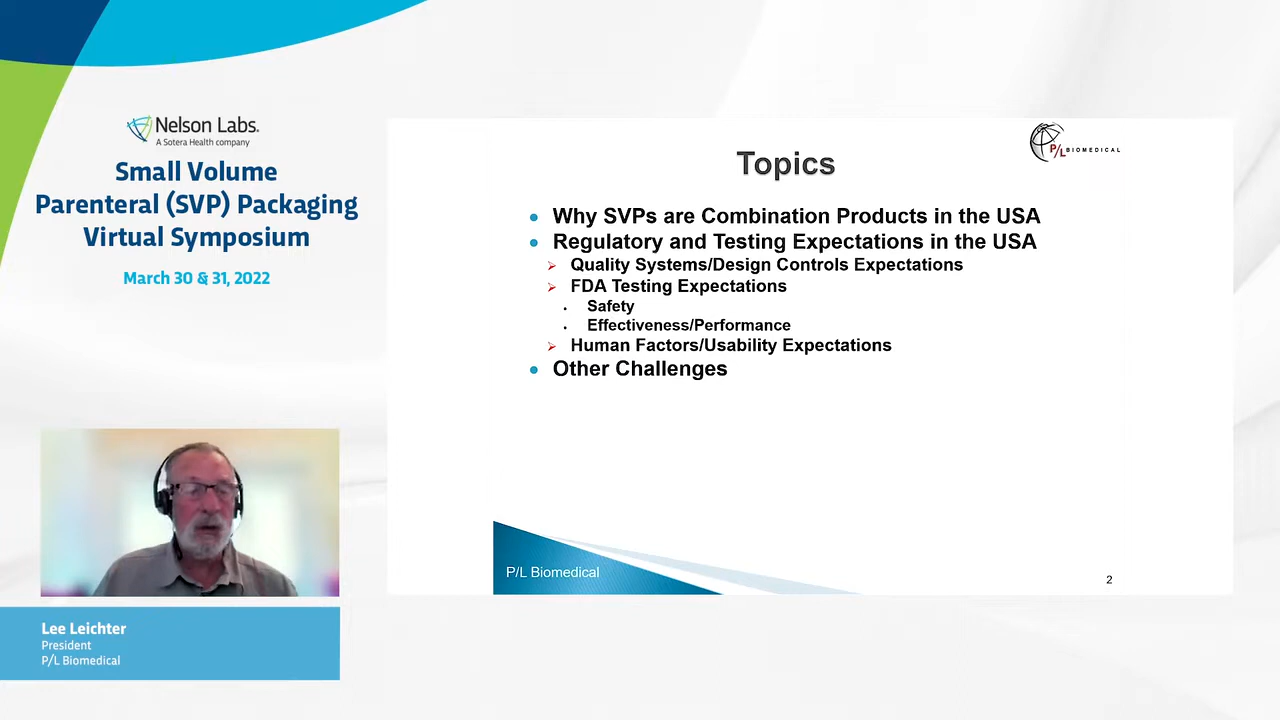 Nelson Labs.
A Sotera Health company
Small Volume
Parenteral (SVP) Packaging
Virtual Symposium
March 30 & 31, 2022
Lee Leichter
President
P/L Biomedical
P/L BIOMEDICAL
Topics
Why SVPs are Combination Products in the USA
Regulatory and Testing Expectations in the USA
Quality Systems/Design Controls Expectations
FDA Testing Expectations
Safety
Effectiveness/Performance
Human Factors/Usability Expectations
Other Challenges
P/L Biomedical
2